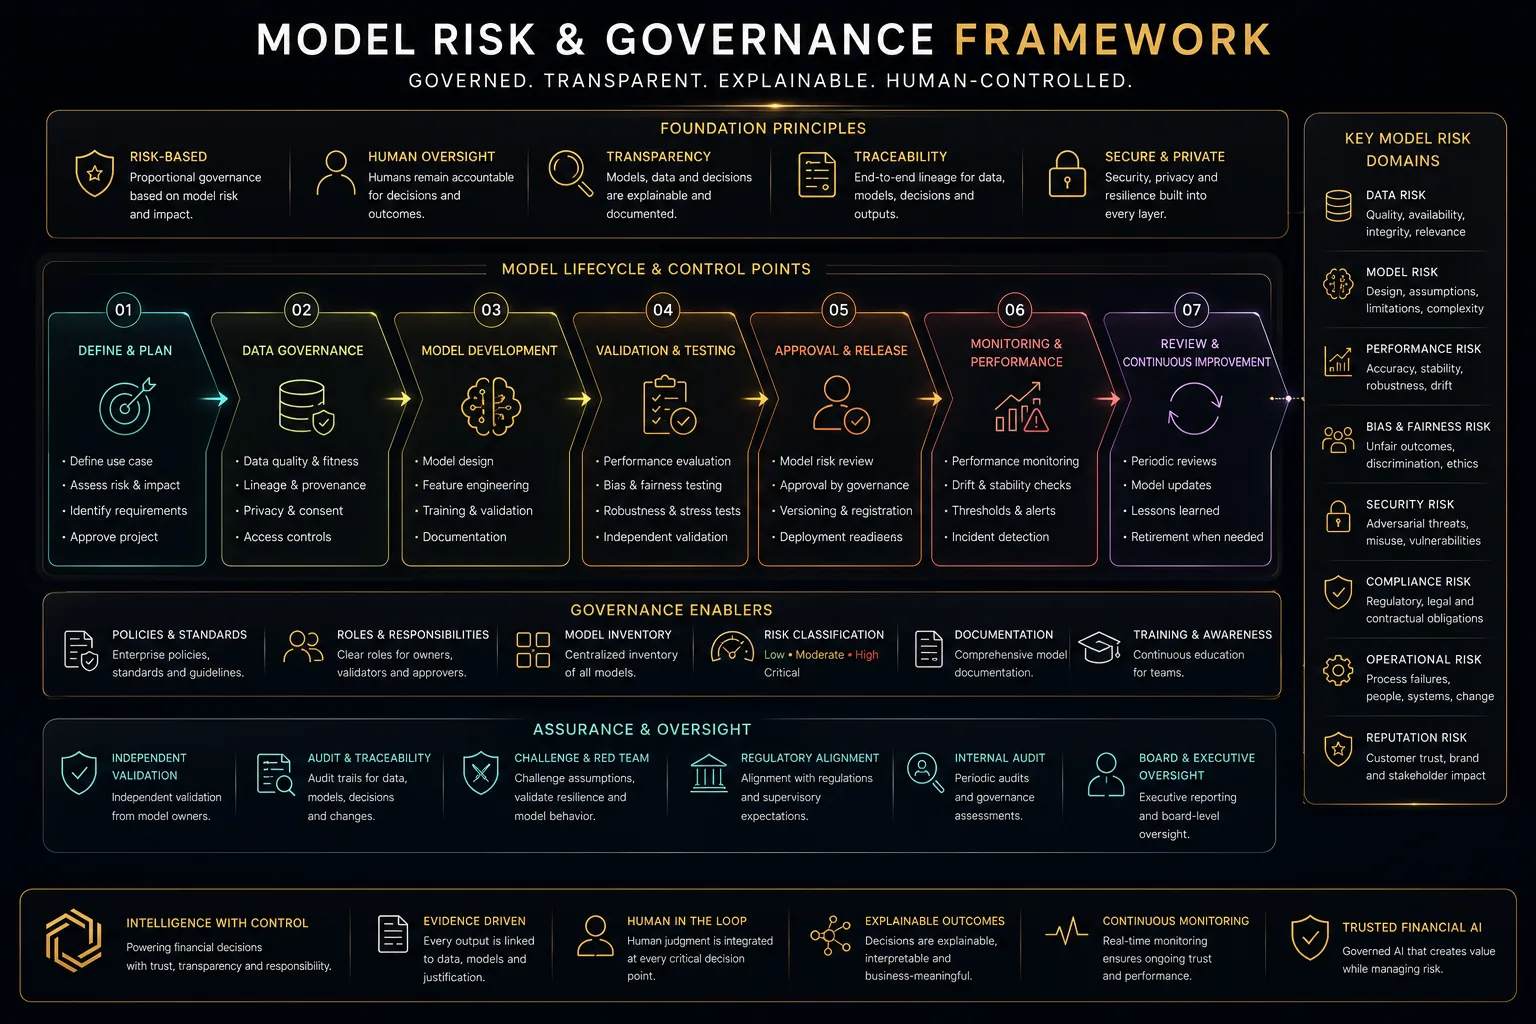 MODEL RISK & GOVERNANCE FRAMEWORK
GOVERNED. TRANSPARENT. EXPLAINABLE. HUMAN-CONTROLLED.
FOUNDATION PRINCIPLES
RISK-BASED
Proportional governance
based on model risk
and impact.
HUMAN OVERSIGHT
Humans remain accountable
for decisions and
outcomes.
TRANSPARENCY
Models, data and decisions
are explainable and
documented.
TRACEABILITY
End-to-end lineage for data,
models, decisions and
outputs.
SECURE & PRIVATE
Security, privacy and
resilience built into
every layer.
MODEL LIFECYCLE & CONTROL POINTS
01
DEFINE & PLAN
• Define use case
• Assess risk & impact
• Identify requirements
• Approve project
02
DATA GOVERNANCE
• Data quality & fitness
• Lineage & provenance
• Privacy & consent
• Access controls
03
MODEL DEVELOPMENT
• Model design
• Feature engineering
• Training & validation
• Documentation
04
VALIDATION & TESTING
• Performance evaluation
• Bias & fairness testing
• Robustness & stress tests
• Independent validation
05
APPROVAL & RELEASE
• Model risk review
• Approval by governance
• Versioning & registration
• Deployment readiness
06
MONITORING &
PERFORMANCE
• Performance monitoring
• Drift & stability checks
• Thresholds & alerts
• Incident detection
07
REVIEW &
CONTINUOUS IMPROVEMENT
• Periodic reviews
• Model updates
• Lessons learned
• Retirement when needed
GOVERNANCE ENABLERS
POLICIES & STANDARDS
Enterprise policies,
standards and guidelines.
ROLES & RESPONSIBILITIES
Clear roles for owners,
validators and approvers.
MODEL INVENTORY
Centralized inventory
of all models.
RISK CLASSIFICATION
Low • Moderate • High
Critical
DOCUMENTATION
Comprehensive model
documentation.
TRAINING & AWARENESS
Continuous education
for teams.
ASSURANCE & OVERSIGHT
INDEPENDENT
VALIDATION
Independent validation
from model owners.
AUDIT & TRACEABILITY
Audit trails for data,
models, decisions
and changes.
CHALLENGE & RED TEAM
Challenge assumptions,
validate resilience and
model behavior.
REGULATORY ALIGNMENT
Alignment with regulations
and supervisory
expectations.
INTERNAL AUDIT
Periodic audits
and governance
assessments.
BOARD & EXECUTIVE
OVERSIGHT
Executive reporting
and board-level
oversight.
KEY MODEL RISK
DOMAINS
DATA RISK
Quality, availability,
integrity, relevance
MODEL RISK
Design, assumptions,
limitations, complexity
PERFORMANCE RISK
Accuracy, stability,
robustness, drift
BIAS & FAIRNESS RISK
Unfair outcomes,
discrimination, ethics
SECURITY RISK
Adversarial threats,
misuse, vulnerabilities
COMPLIANCE RISK
Regulatory, legal and
contractual obligations
OPERATIONAL RISK
Process failures,
people, systems, change
REPUTATION RISK
Customer trust, brand
and stakeholder impact
INTELLIGENCE WITH CONTROL
Powering financial decisions
with trust, transparency and responsibility.
EVIDENCE DRIVEN
Every output is linked
to data, models and
justification.
HUMAN IN THE LOOP
Human judgment is integrated
at every critical decision
point.
EXPLAINABLE OUTCOMES
Decisions are explainable,
interpretable and
business-meaningful.
CONTINUOUS MONITORING
Real-time monitoring
ensures ongoing trust
and performance.
TRUSTED FINANCIAL AI
Governed AI that creates value
while managing risk.